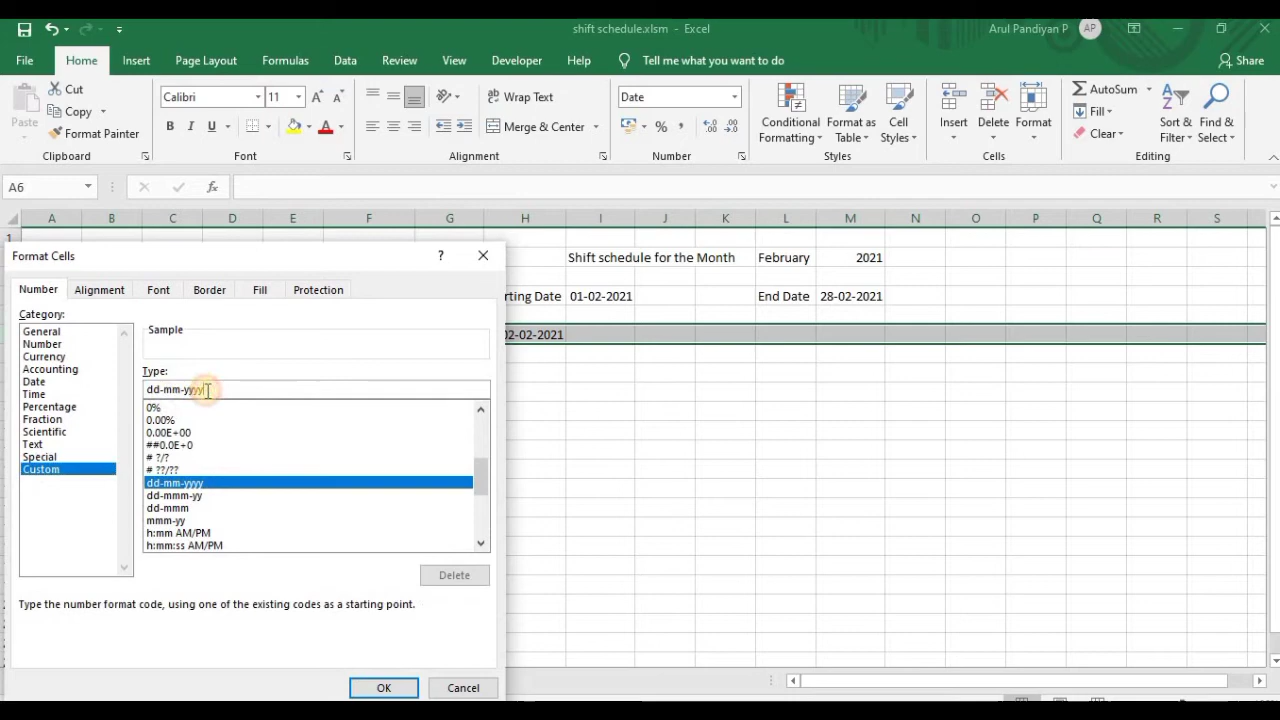 shift schedule.xlsm - Excel
Arul Pandiyan P
AP
File
Home
Insert
Page Layout
Formulas
Data
Review
View
Developer
Help
Tell me what you want to do
Share
Paste
Cut
Copy
Format Painter
Clipboard
Calibri
11
A
A
B
I
U
A
Font
ab
Wrap Text
Merge & Center
Alignment
Date
%
,
Number
Conditional
Formatting
Format as
Table
Cell
Styles
Styles
Insert
Delete
Format
Cells
AutoSum
Fill
Clear
Sort &
Filter
Find &
Select
Editing
A6
fx
A B C D E F G H I J K L M N O P Q R S
1
Shift schedule for the Month February 2021
rting Date 01-02-2021 End Date 28-02-2021
02-02-2021
Format Cells
?
Number
Alignment
Font
Border
Fill
Protection
Category:
General
Number
Currency
Accounting
Date
Time
Percentage
Fraction
Scientific
Text
Special
Custom
Sample
Type:
dd-mm-yyyy
0%
0.00%
0.00E+00
##0.0E+0
# ?/?
# ??/??
dd-mm-yyyy
dd-mmm-yy
dd-mmm
mmm-yy
h:mm AM/PM
h:mm:ss AM/PM
Delete
Type the number format code, using one of the existing codes as a starting point.
OK
Cancel